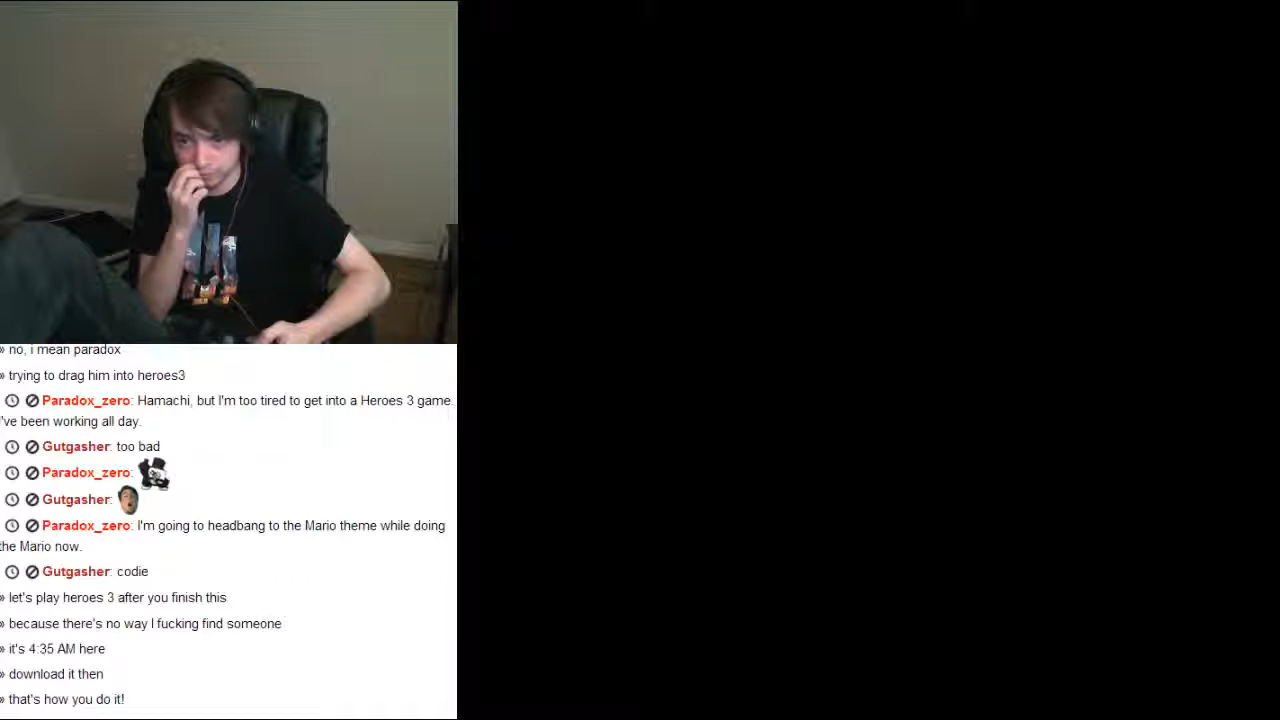 » no, i mean paradox
» trying to drag him into heroes3
Paradox_zero: Hamachi, but I'm too tired to get into a Heroes 3 game.
I've been working all day.
Gutgasher: too bad
Paradox_zero:
Gutgasher:
Paradox_zero: I'm going to headbang to the Mario theme while doing
the Mario now.
Gutgasher: codie
» let's play heroes 3 after you finish this
» because there's no way I fucking find someone
» it's 4:35 AM here
» download it then
» that's how you do it!